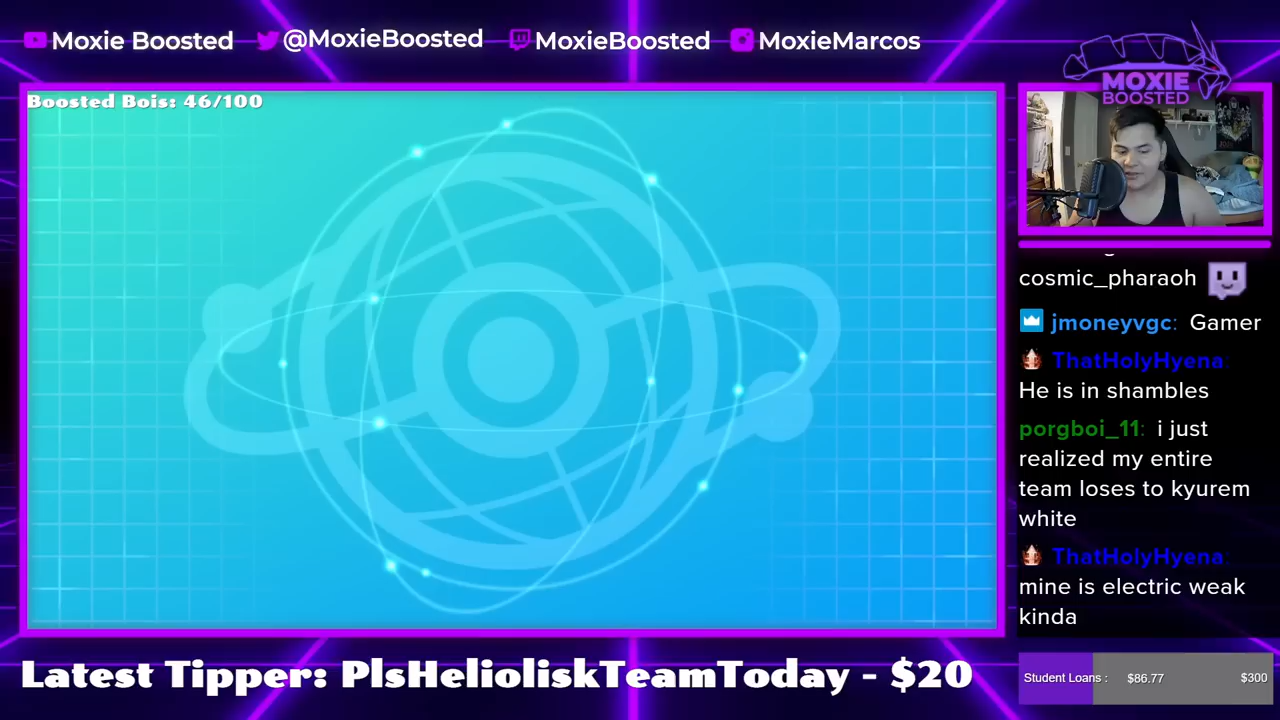 Moxie Boosted @MoxieBoosted MoxieBoosted MoxieMarcos
MOXIE
BOOSTED
Boosted Bois: 46/100
cosmic_pharaoh
jmoneyvgc: Gamer
ThatHolyHyena:
He is in shambles
porgboi_11: i just
realized my entire
team loses to kyurem
white
ThatHolyHyena:
mine is electric weak
kinda
Latest Tipper: PlsHelioliskTeamToday - $20
Student Loans : $86.77 $300